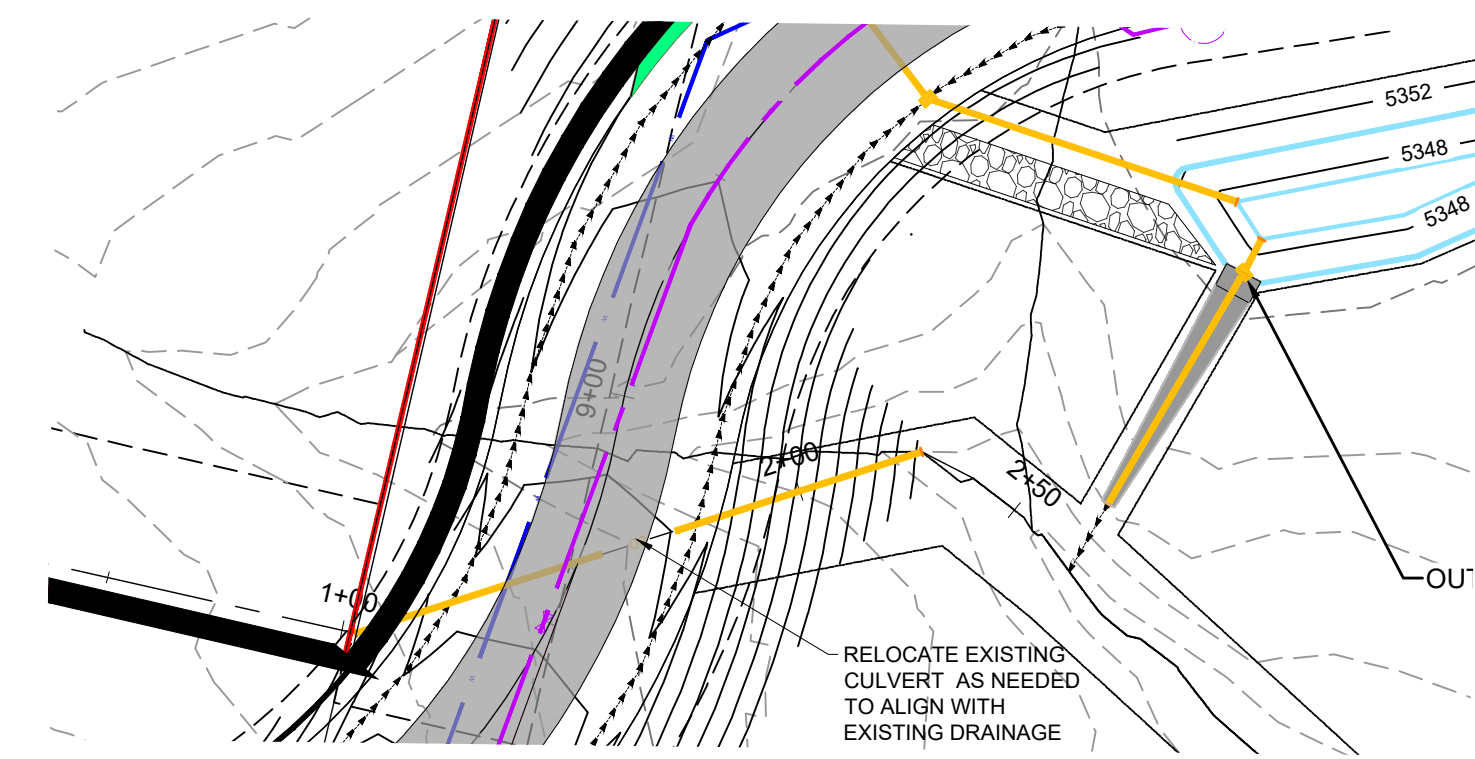 5352
5348
5348
9+00
2+00
2+50
1+00
OUT
RELOCATE EXISTING
CULVERT AS NEEDED
TO ALIGN WITH
EXISTING DRAINAGE